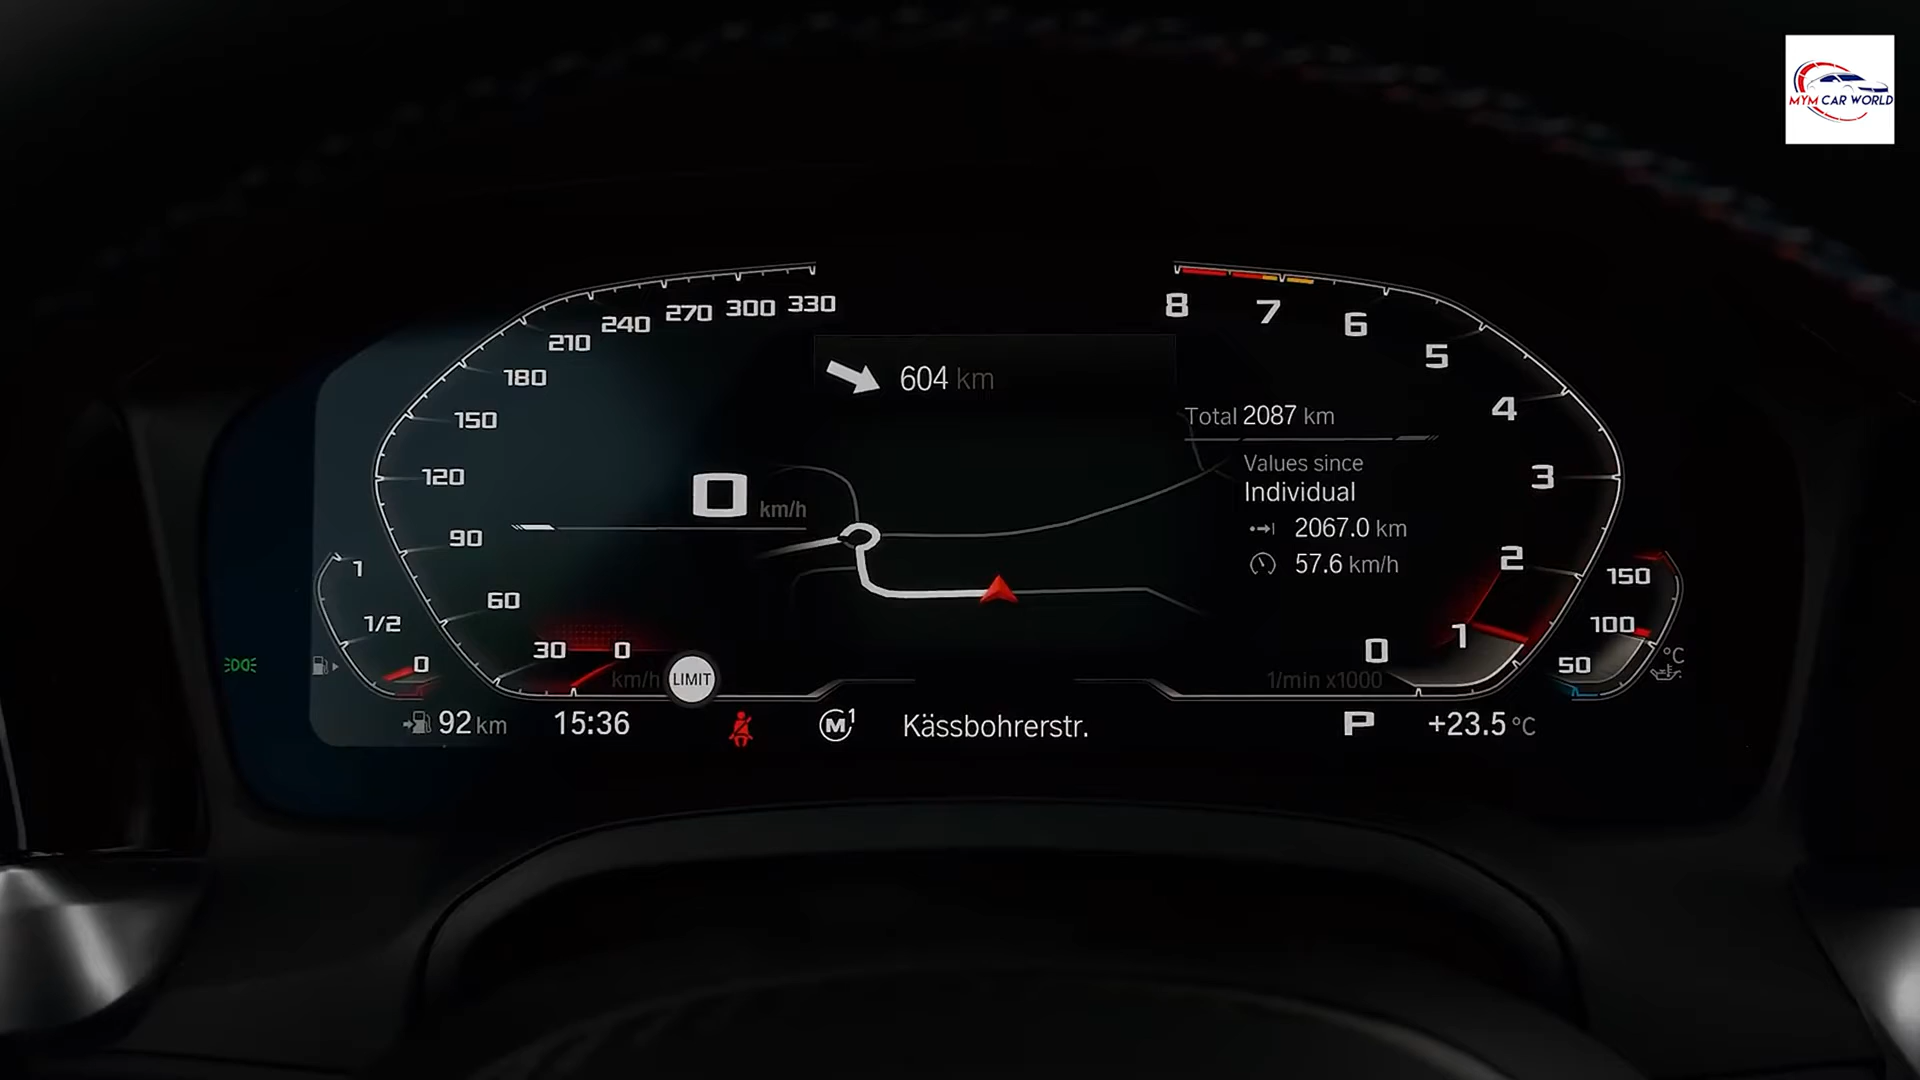 MYM CAR WORLD
330
300
270
240
210
180
150
120
90
60
30
0
km/h
LIMIT
0 km/h
1
1/2
0
604 km
Total 2087 km
Values since
Individual
2067.0 km
57.6 km/h
8
7
6
5
4
3
2
1
0
1/min x1000
150
100
50
°C
92 km
15:36
M1
Kässbohrerstr.
P
+23.5 °C